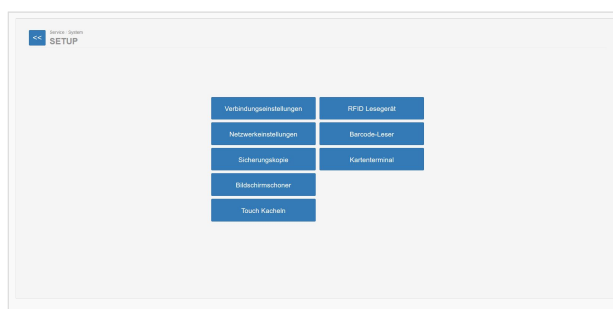 <<
Service - System
SETUP
Verbindungseinstellungen
RFID Lesegerät
Netzwerkeinstellungen
Barcode-Leser
Sicherungskopie
Kartenterminal
Bildschirmschoner
Touch Kacheln